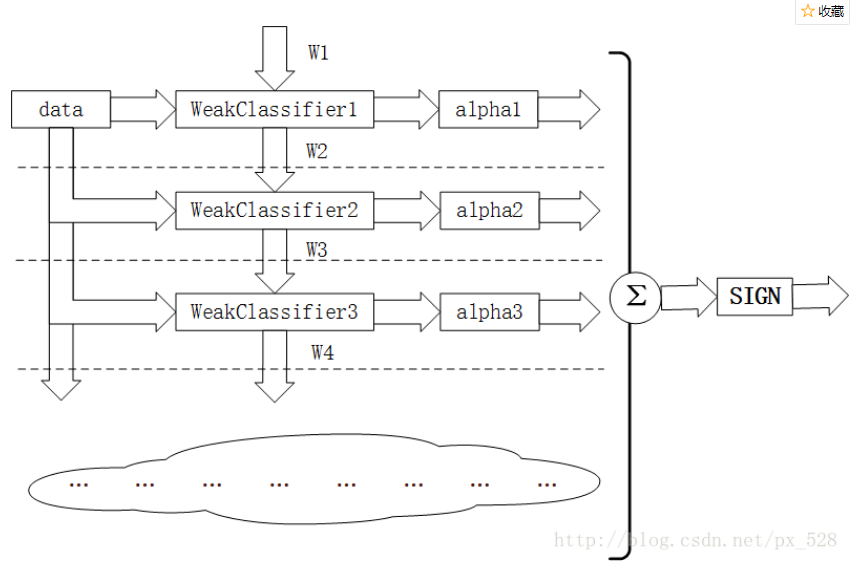 收藏
W1
data
WeakClassifier1
alpha1
W2
WeakClassifier2
alpha2
W3
WeakClassifier3
alpha3
Σ
SIGN
W4
... ... ... ... ... ... ... ...
http://blog.csdn.net/px_528